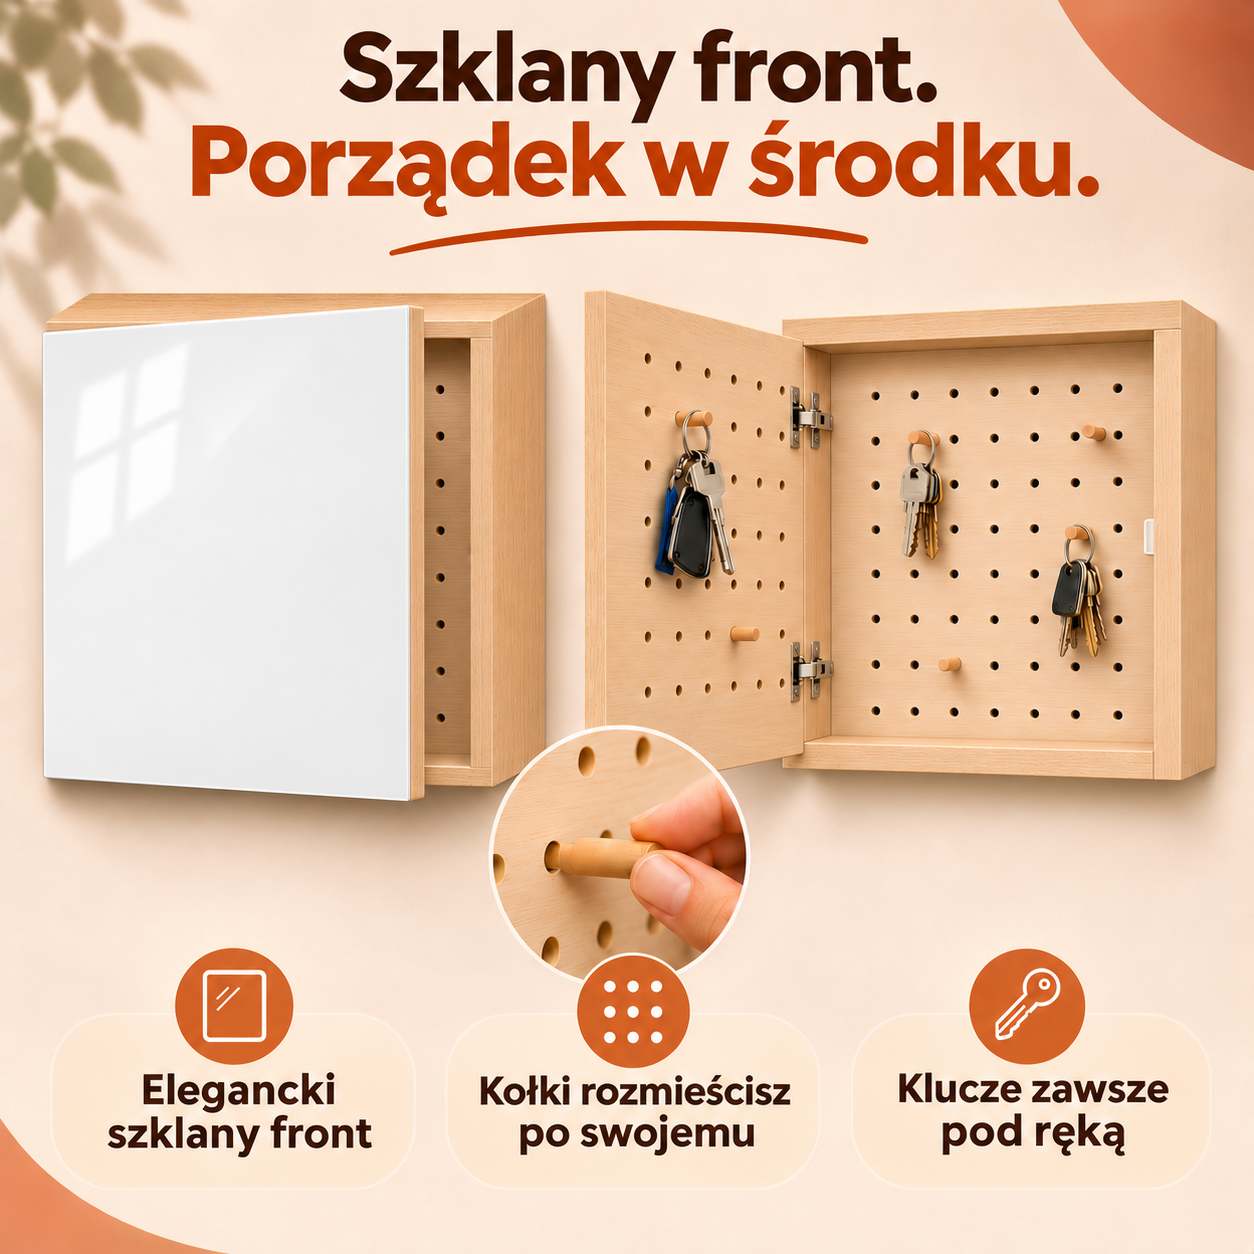 Szklany front.
Porządek w środku.
Elegancki
szklany front
Kołki rozmieścisz
po swojemu
Klucze zawsze
pod ręką